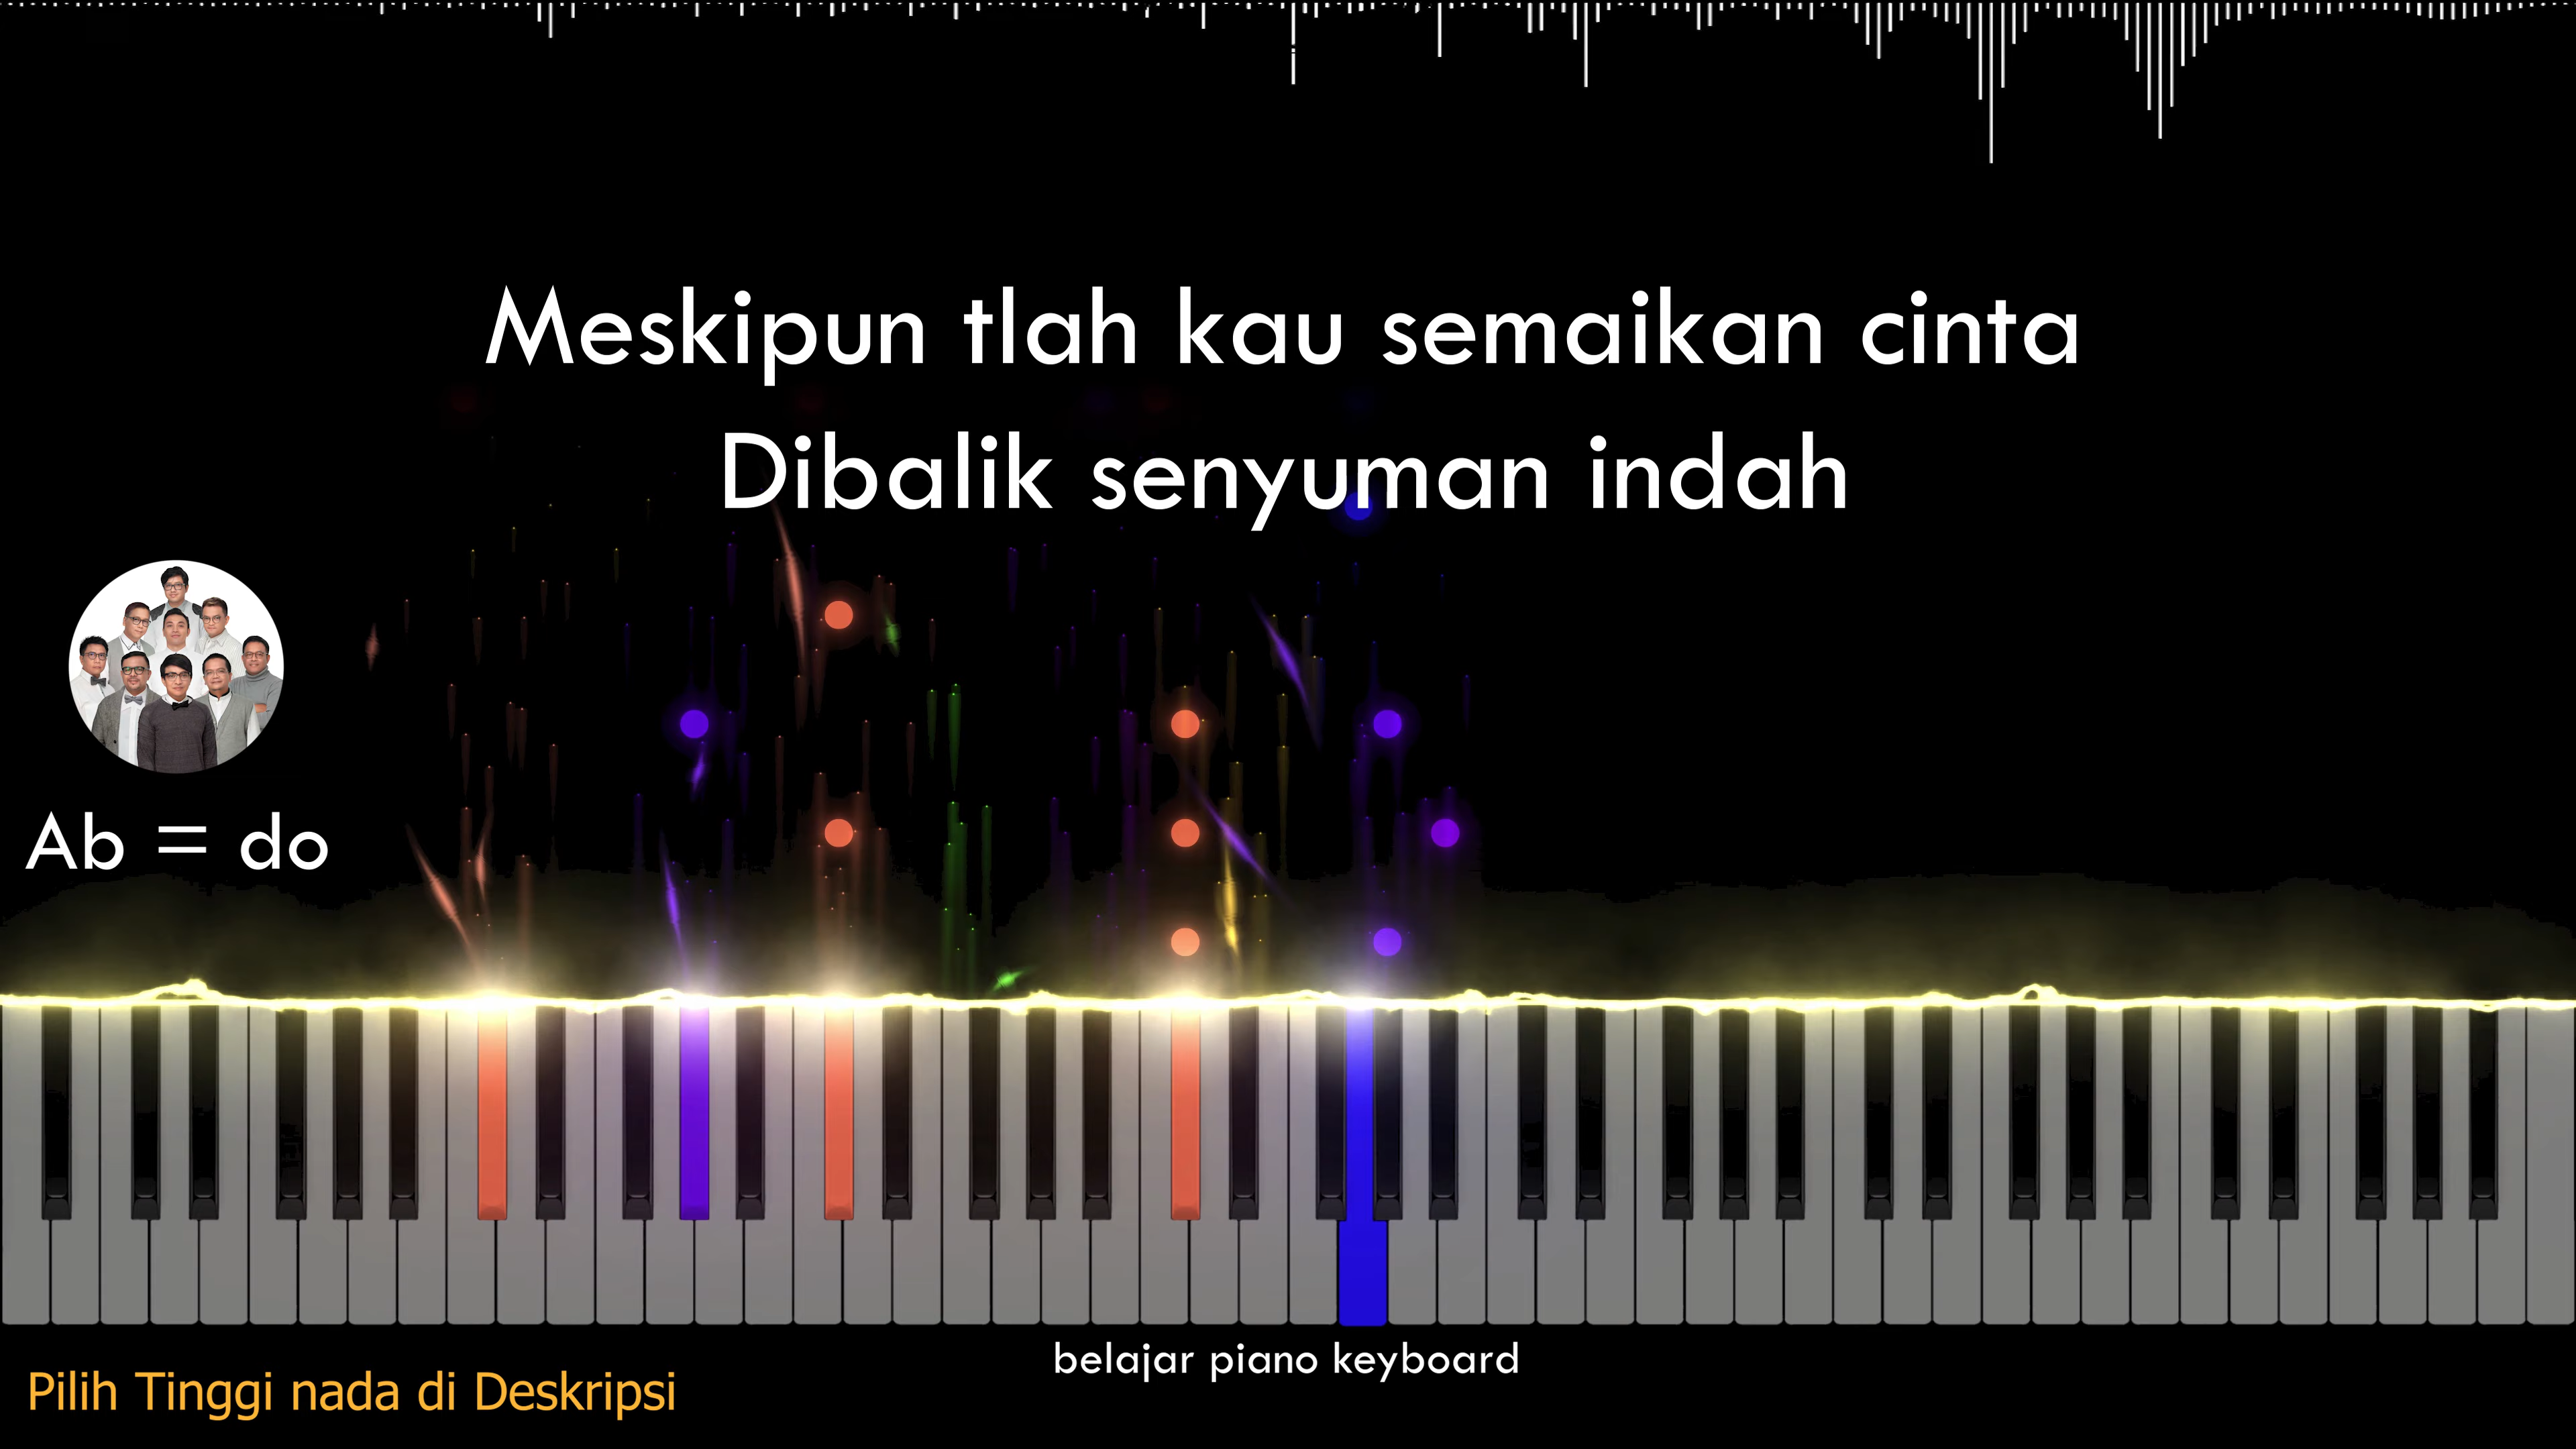 Meskipun tlah kau semaikan cinta
Dibalik senyuman indah
Ab = do
belajar piano keyboard
Pilih Tinggi nada di Deskripsi